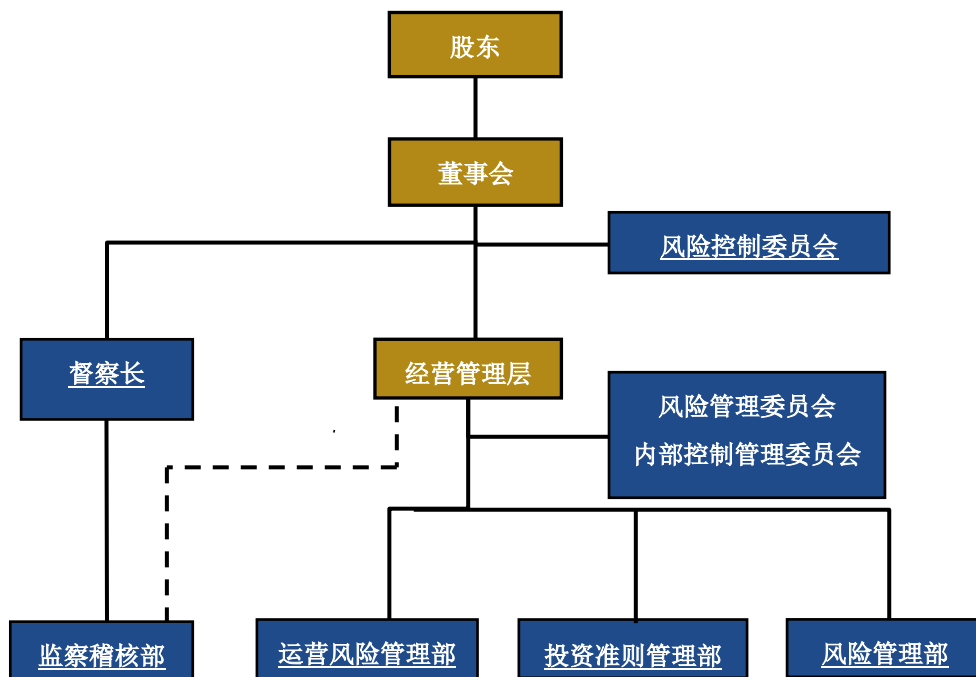 股东
董事会
风险控制委员会
督察长
经营管理层
风险管理委员会
内部控制管理委员会
监察稽核部
运营风险管理部
投资准则管理部
风险管理部